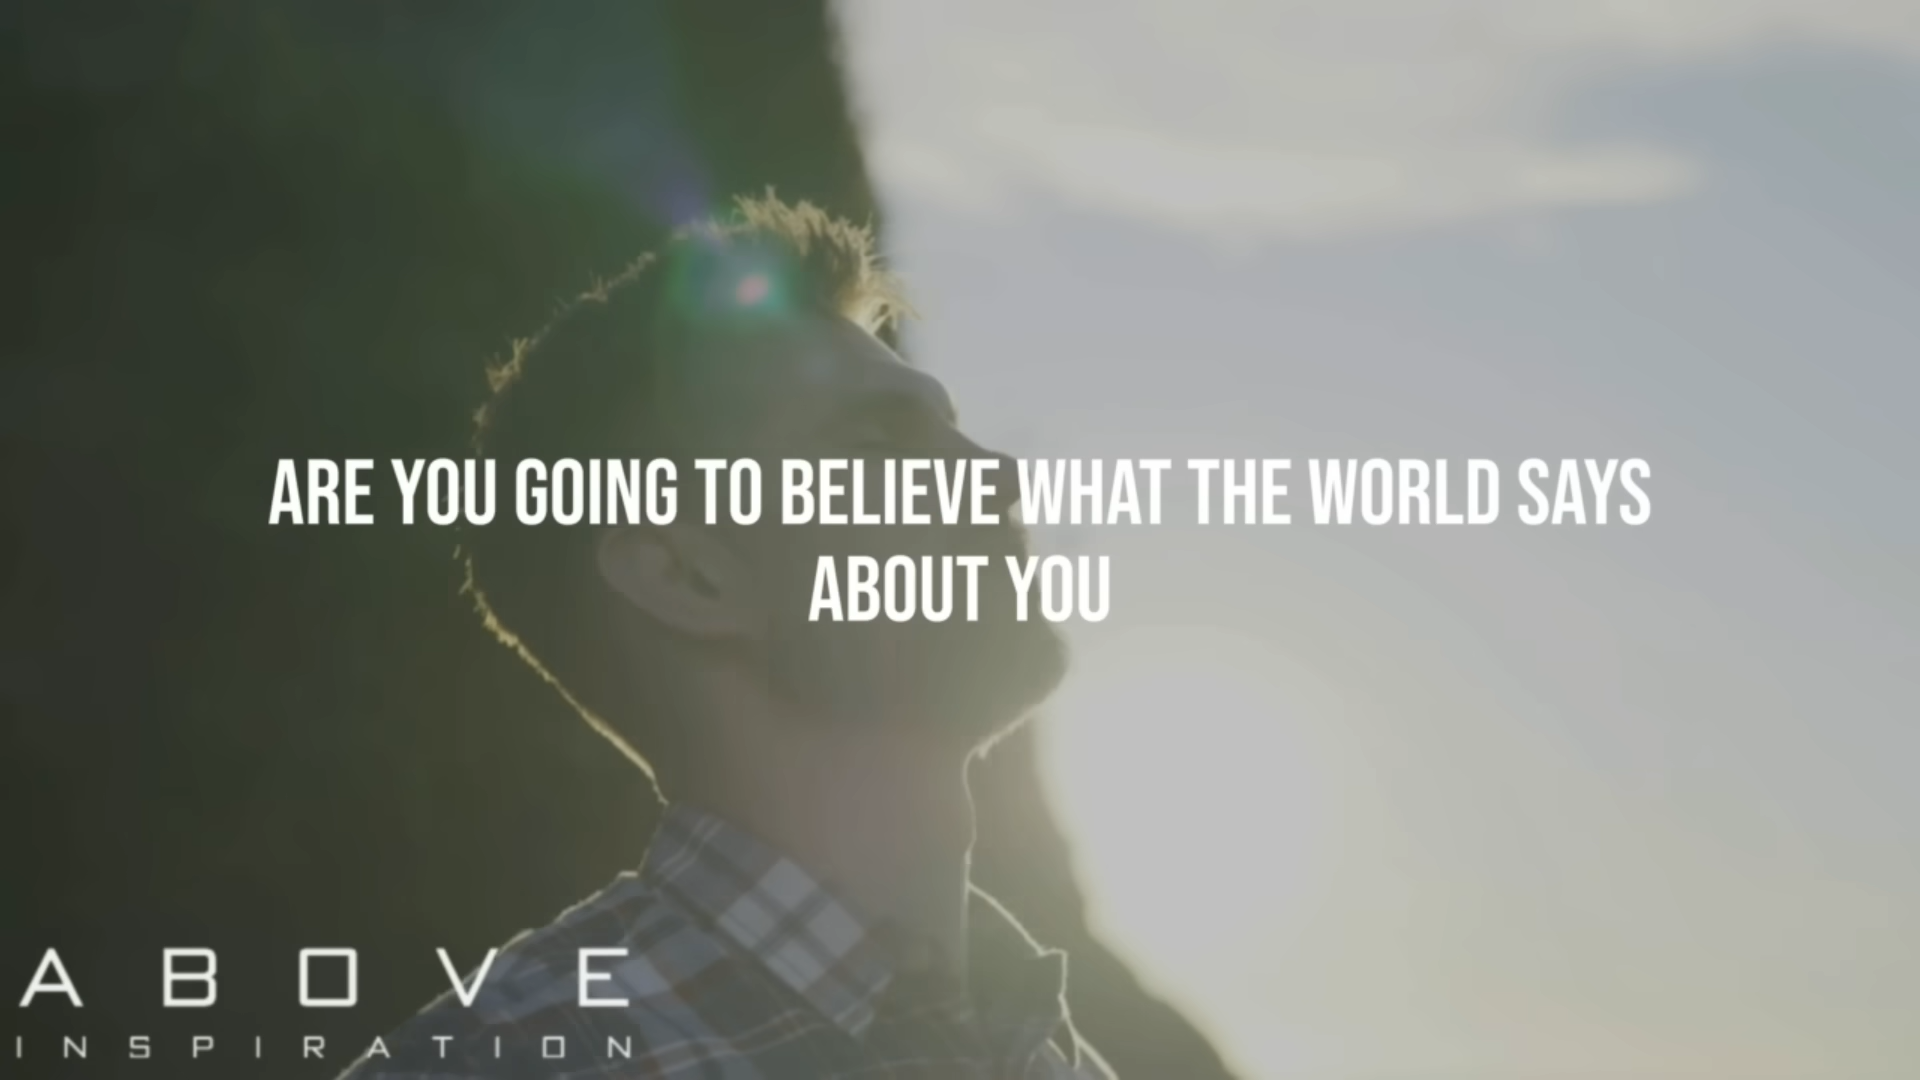 ARE YOU GOING TO BELIEVE WHAT THE WORLD SAYS
ABOUT YOU
ABOVE
INSPIRATION